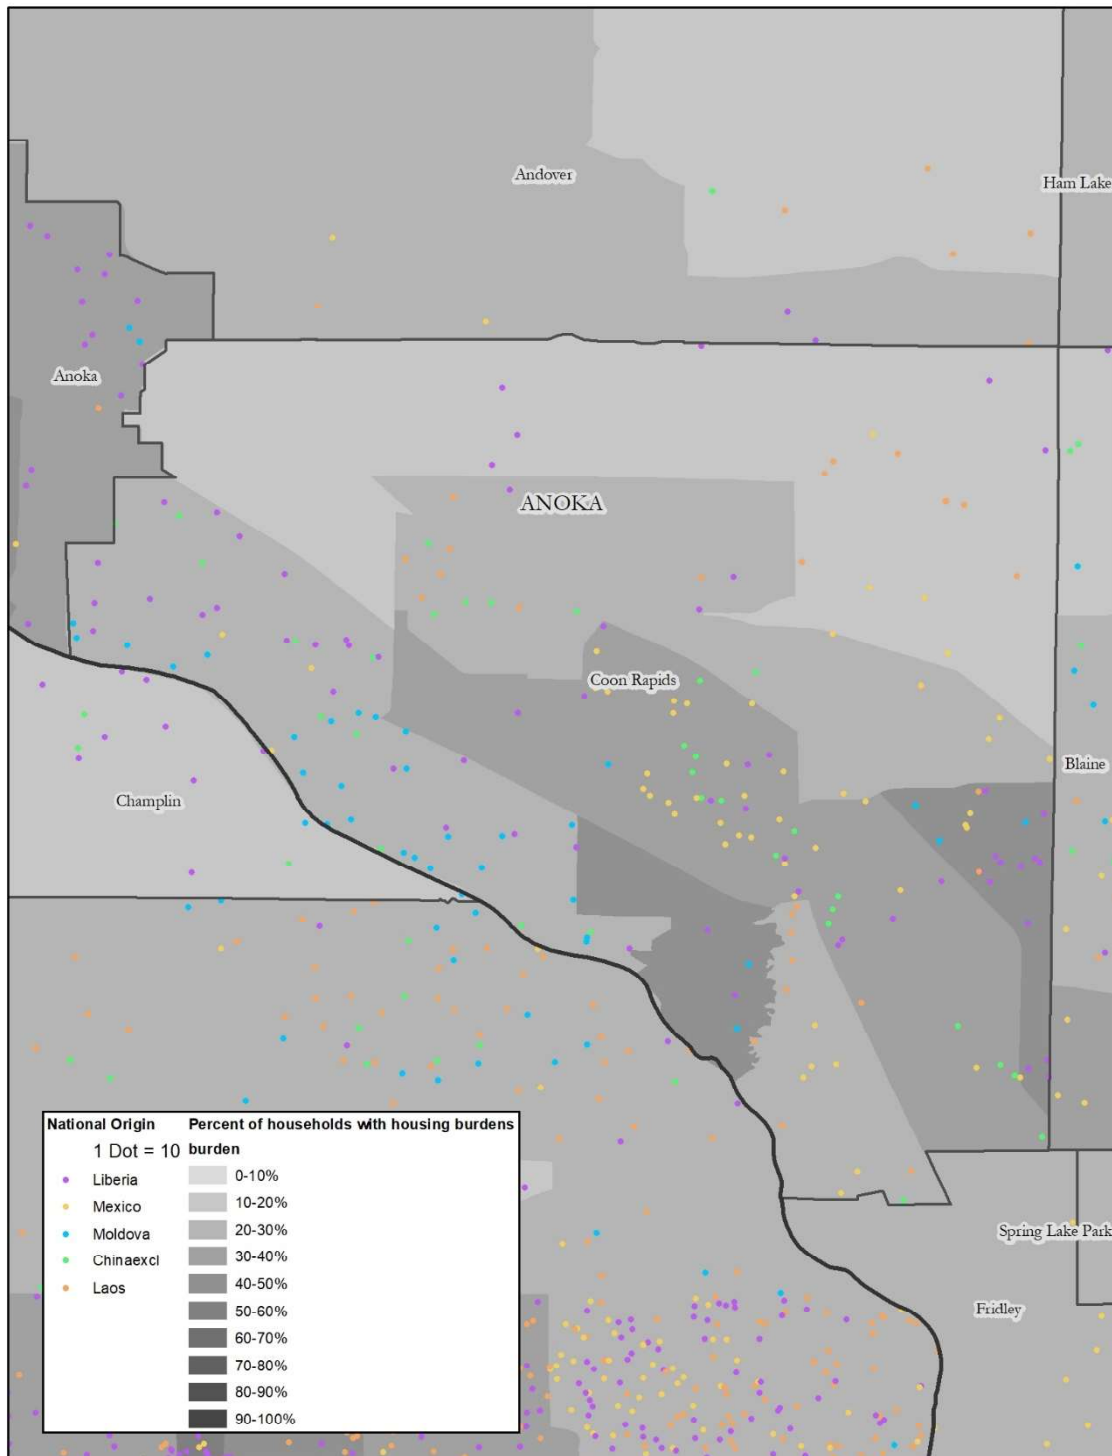 Andover
Ham Lake
Anoka
ANOKA
Coon Rapids
Blaine
Champlin
Spring Lake Park
Fridley
National Origin
1 Dot = 10
Liberia
Mexico
Moldova
Chinaexcl
Laos
Percent of households with housing burdens
burden
0-10%
10-20%
20-30%
30-40%
40-50%
50-60%
60-70%
70-80%
80-90%
90-100%